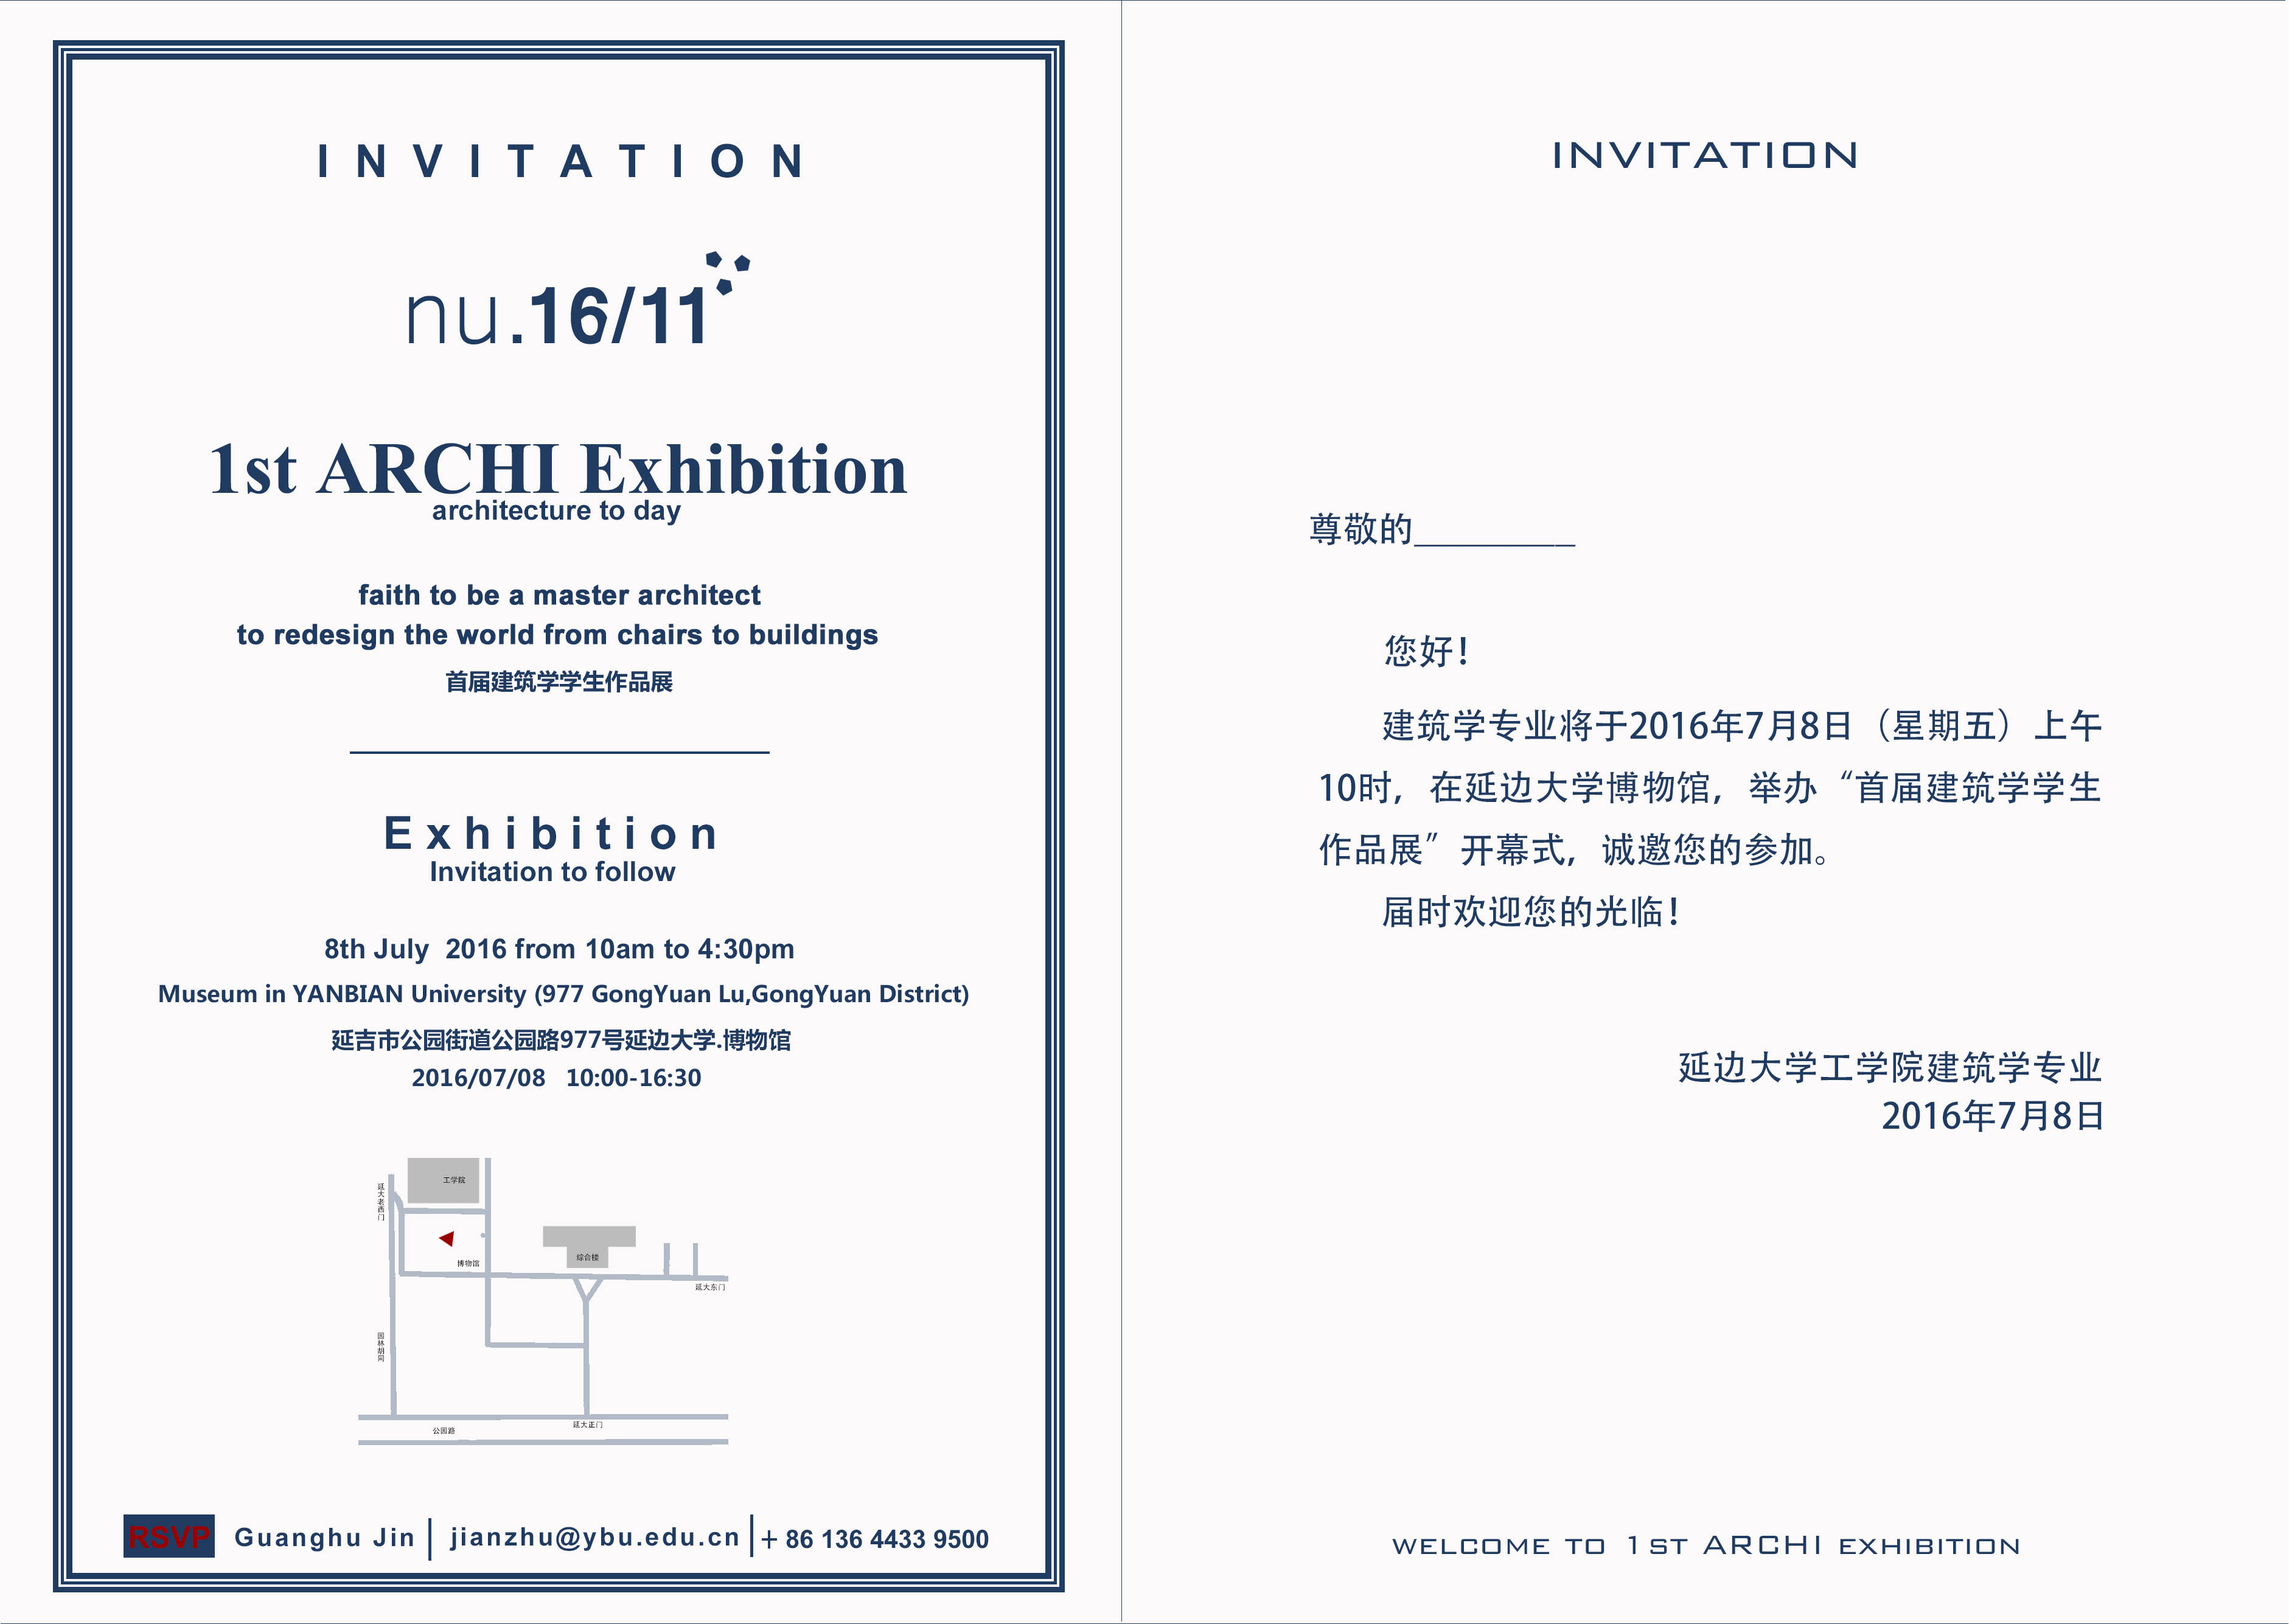 INVITATION
nu.16/11
1st ARCHI Exhibition
architecture to day
faith to be a master architect
to redesign the world from chairs to buildings
首届建筑学学生作品展
Exhibition
Invitation to follow
8th July 2016 from 10am to 4:30pm
Museum in YANBIAN University (977 GongYuan Lu,GongYuan District)
延吉市公园街道公园路977号延边大学.博物馆
2016/07/08 10:00-16:30
工学院
延大老西门
博物馆
综合楼
延大东门
园林胡同
延大正门
公园路
RSVP Guanghu Jin | jianzhu@ybu.edu.cn | + 86 136 4433 9500
INVITATION
尊敬的_________
您好！
建筑学专业将于2016年7月8日（星期五）上午
10时，在延边大学博物馆，举办“首届建筑学学生
作品展”开幕式，诚邀您的参加。
届时欢迎您的光临！
延边大学工学院建筑学专业
2016年7月8日
WELCOME TO 1ST ARCHI EXHIBITION